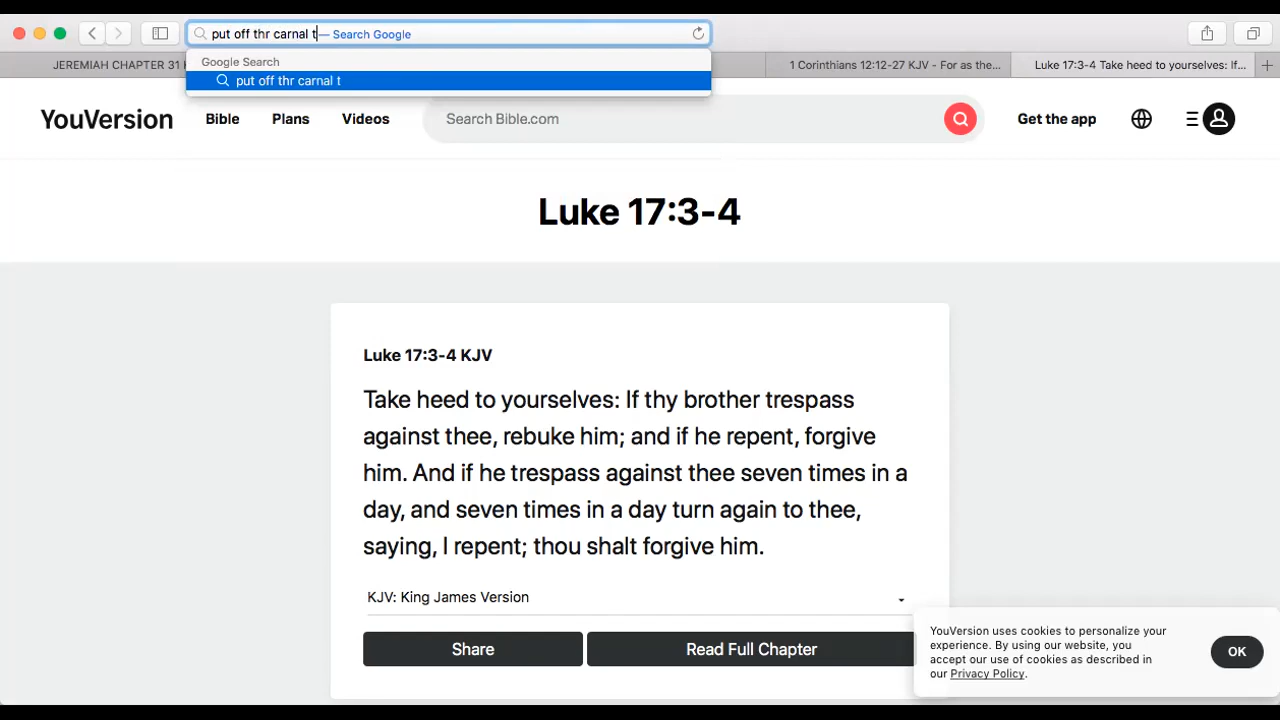 put off thr carnal t — Search Google
Google Search
put off thr carnal t
JEREMIAH CHAPTER 31
1 Corinthians 12:12-27 KJV - For as the...
Luke 17:3-4 Take heed to yourselves: If...
YouVersion
Bible
Plans
Videos
Search Bible.com
Get the app
Luke 17:3-4
Luke 17:3-4 KJV
Take heed to yourselves: If thy brother trespass
against thee, rebuke him; and if he repent, forgive
him. And if he trespass against thee seven times in a
day, and seven times in a day turn again to thee,
saying, I repent; thou shalt forgive him.
KJV: King James Version
Share
Read Full Chapter
YouVersion uses cookies to personalize your
experience. By using our website, you
accept our use of cookies as described in
our Privacy Policy.
OK